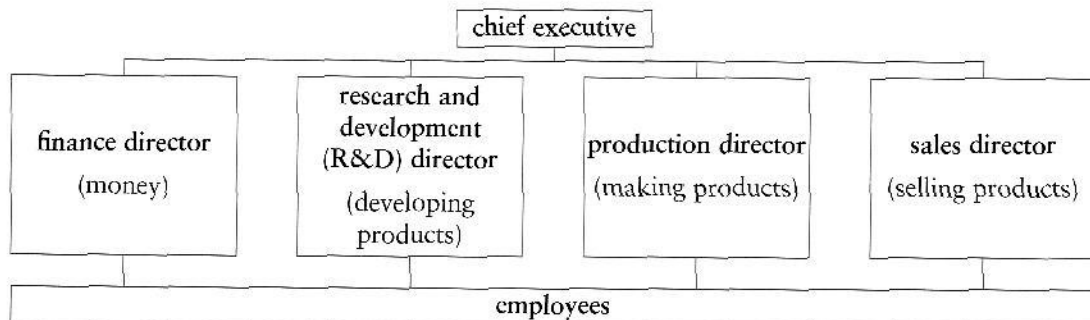 chief executive
finance director
(money)
research and
development
(R&D) director
(developing
products)
production director
(making products)
sales director
(selling products)
employees